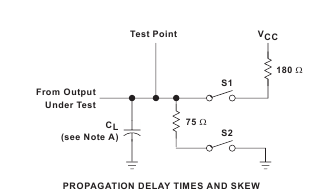 Test Point
VCC
S1
180 Ω
From Output
Under Test
CL
(see Note A)
75 Ω
S2
PROPAGATION DELAY TIMES AND SKEW